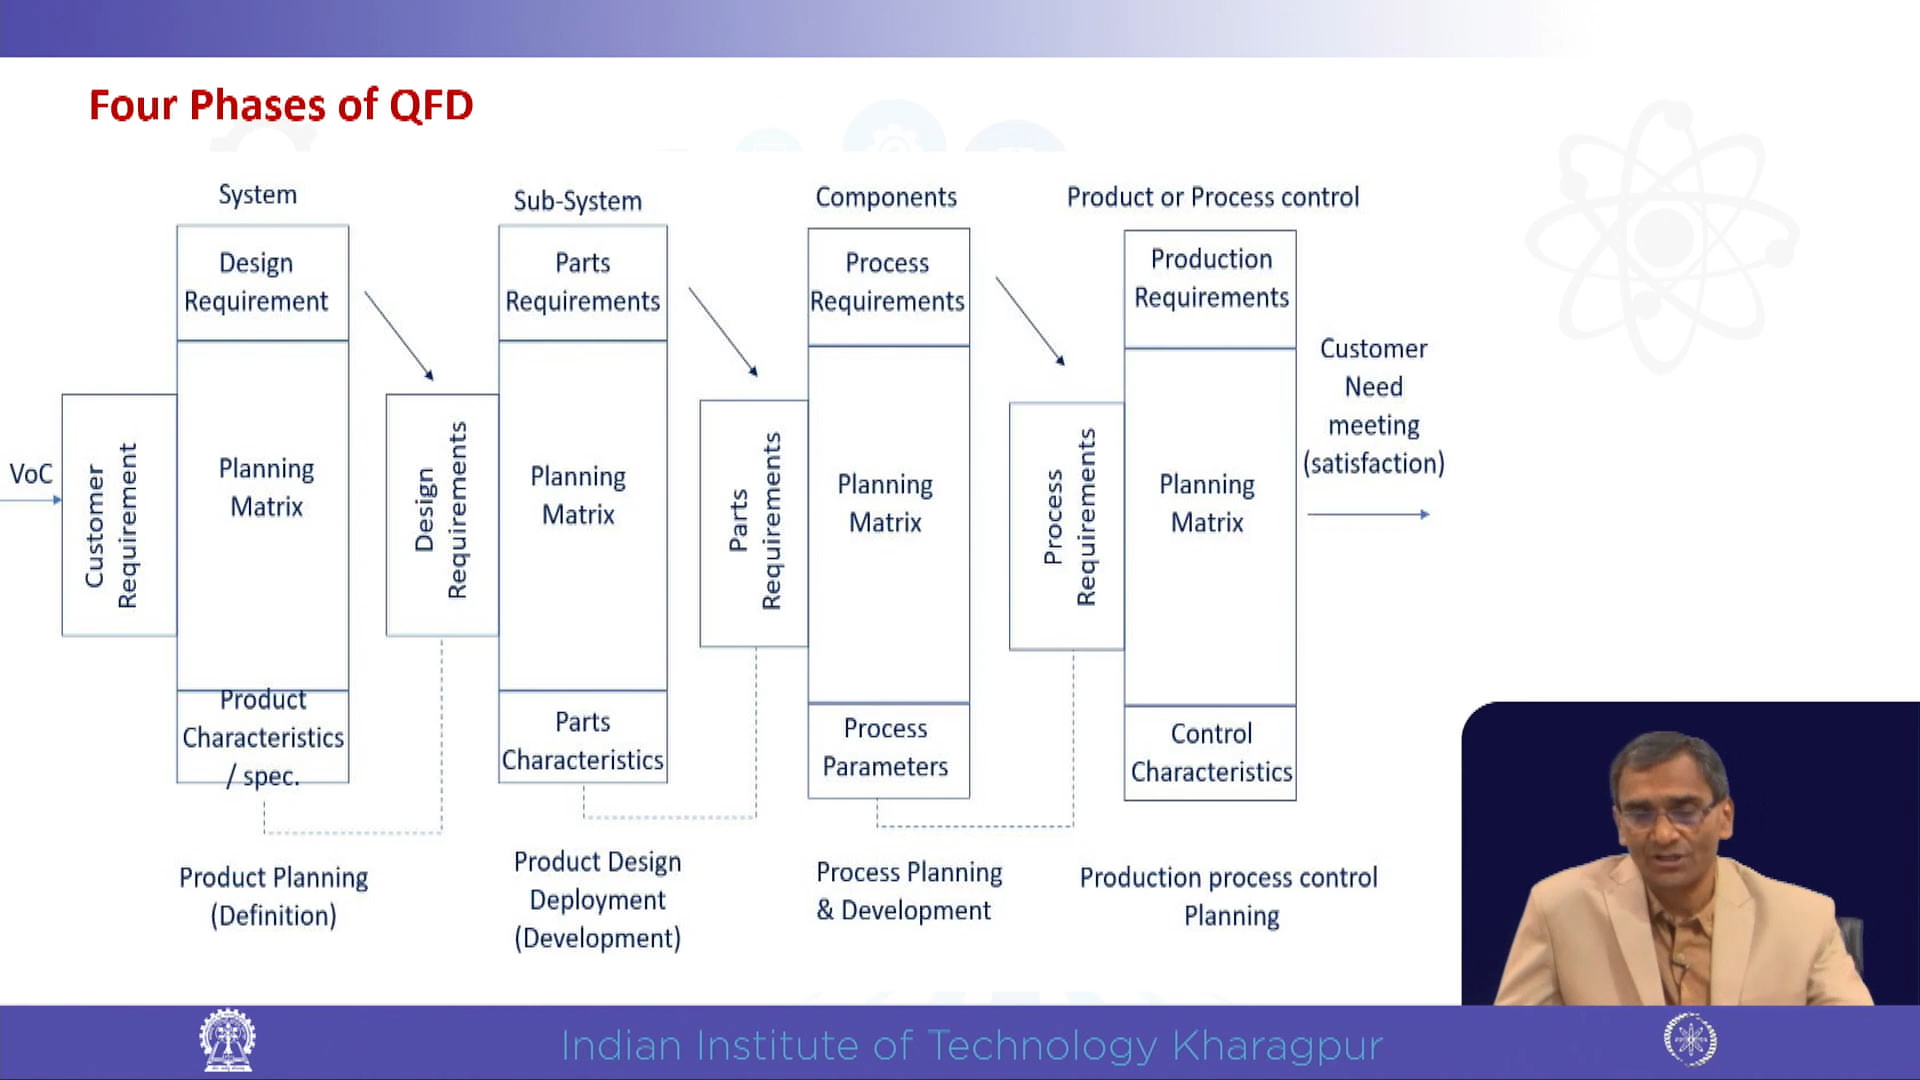 Four Phases of QFD
System
Sub-System
Components
Product or Process control
Design
Requirement
Parts
Requirements
Process
Requirements
Production
Requirements
VoC
Customer
Requirement
Planning
Matrix
Design
Requirements
Planning
Matrix
Parts
Requirements
Planning
Matrix
Process
Requirements
Planning
Matrix
Customer
Need
meeting
(satisfaction)
Product
Characteristics
/ spec.
Parts
Characteristics
Process
Parameters
Control
Characteristics
Product Planning
(Definition)
Product Design
Deployment
(Development)
Process Planning
& Development
Production process control
Planning
Indian Institute of Technology Kharagpur